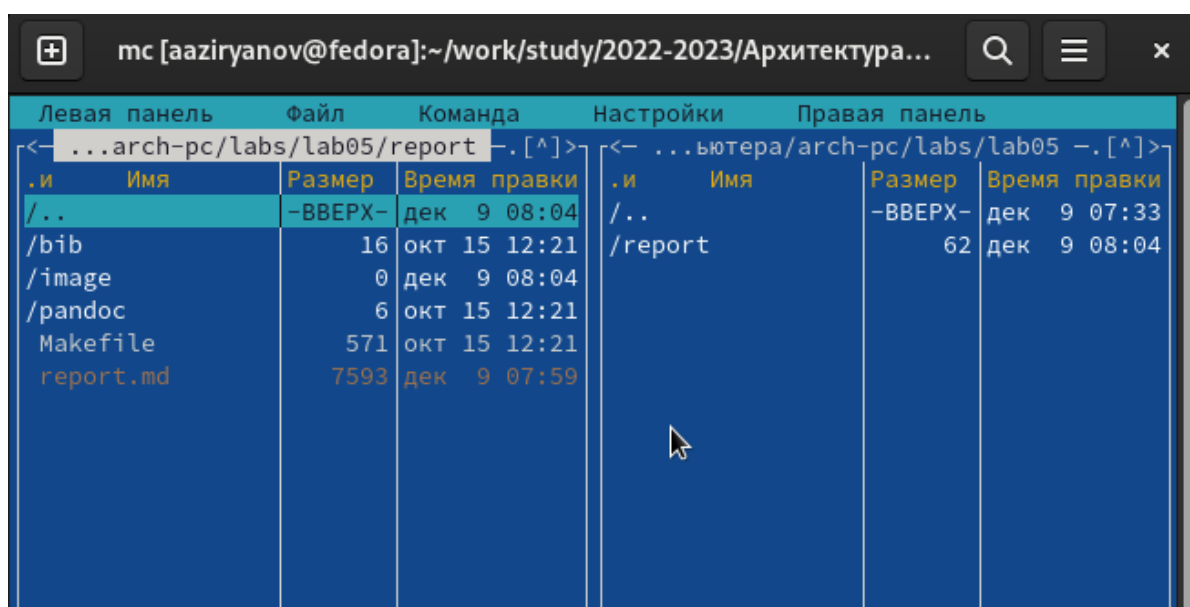 mc [aaziryanov@fedora]:~/work/study/2022-2023/Архитектура...
Левая панель Файл Команда Настройки Правая панель
<— ...arch-pc/labs/lab05/report —.[^]> <— ...ьютера/arch-pc/labs/lab05 —.[^]>
.и Имя Размер Время правки .и Имя Размер Время правки
/.. -ВВЕРХ- дек 9 08:04 /.. -ВВЕРХ- дек 9 07:33
/bib 16 окт 15 12:21 /report 62 дек 9 08:04
/image 0 дек 9 08:04
/pandoc 6 окт 15 12:21
Makefile 571 окт 15 12:21
report.md 7593 дек 9 07:59